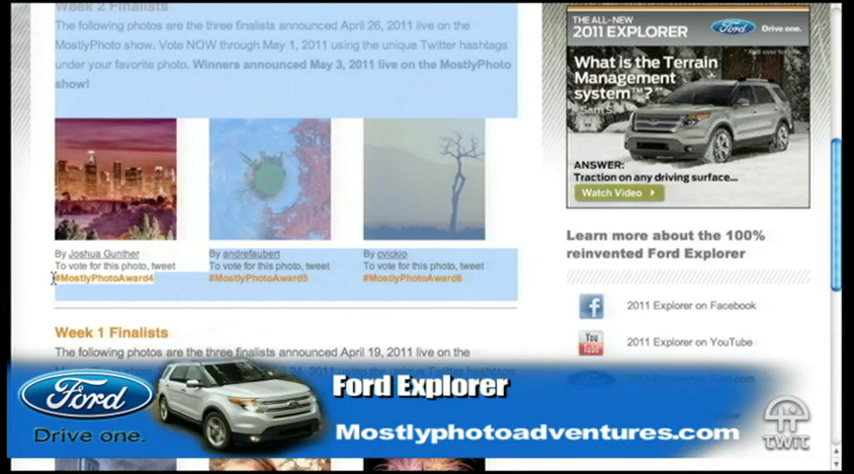 Week 2 Finalists
The following photos are the three finalists announced April 26, 2011 live on the
MostlyPhoto show. Vote NOW through May 1, 2011 using the unique Twitter hashtags
under your favorite photo. Winners announced May 3, 2011 live on the MostlyPhoto
show!
By Joshua Gunther
To vote for this photo, tweet
#MostlyPhotoAward4
By andrefaubert
To vote for this photo, tweet
#MostlyPhotoAward5
By cvickio
To vote for this photo, tweet
#MostlyPhotoAward6
Week 1 Finalists
The following photos are the three finalists announced April 19, 2011 live on the
THE ALL-NEW
2011 EXPLORER
Ford
Drive one.
What is the Terrain
Management
system™?
Sam S.
ANSWER:
Traction on any driving surface...
Watch Video
Learn more about the 100%
reinvented Ford Explorer
2011 Explorer on Facebook
You
Tube
2011 Explorer on YouTube
Ford
Drive one.
Ford Explorer
Mostlyphotoadventures.com
TWiT